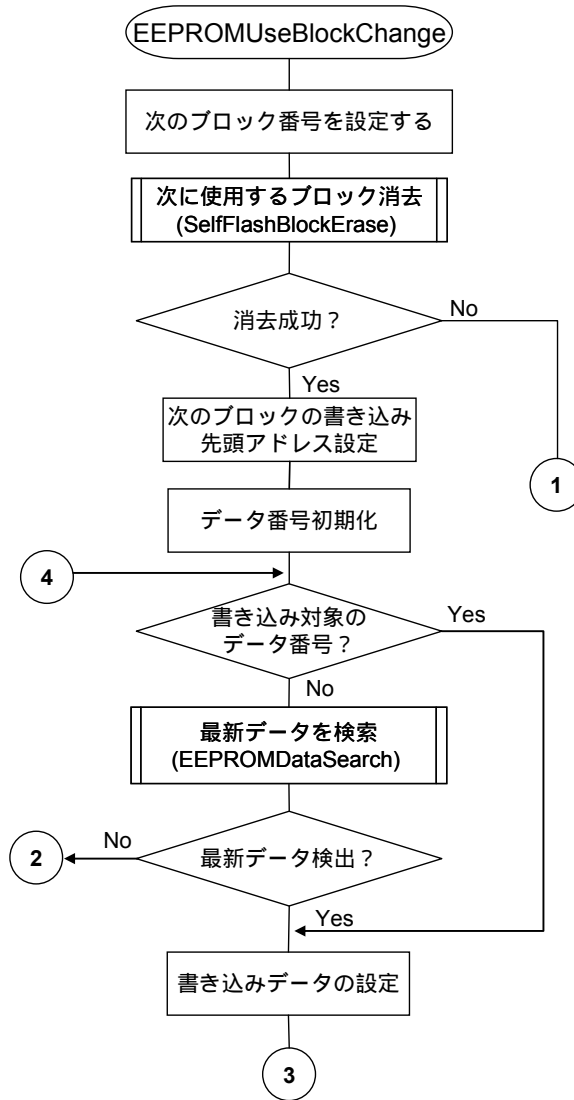 EEPROMUseBlockChange
次のブロック番号を設定する
次に使用するブロック消去
(SelfFlashBlockErase)
消去成功？
No
Yes
次のブロックの書き込み
先頭アドレス設定
1
データ番号初期化
4
書き込み対象の
データ番号？
Yes
No
最新データを検索
(EEPROMDataSearch)
最新データ検出？
No
2
Yes
書き込みデータの設定
3